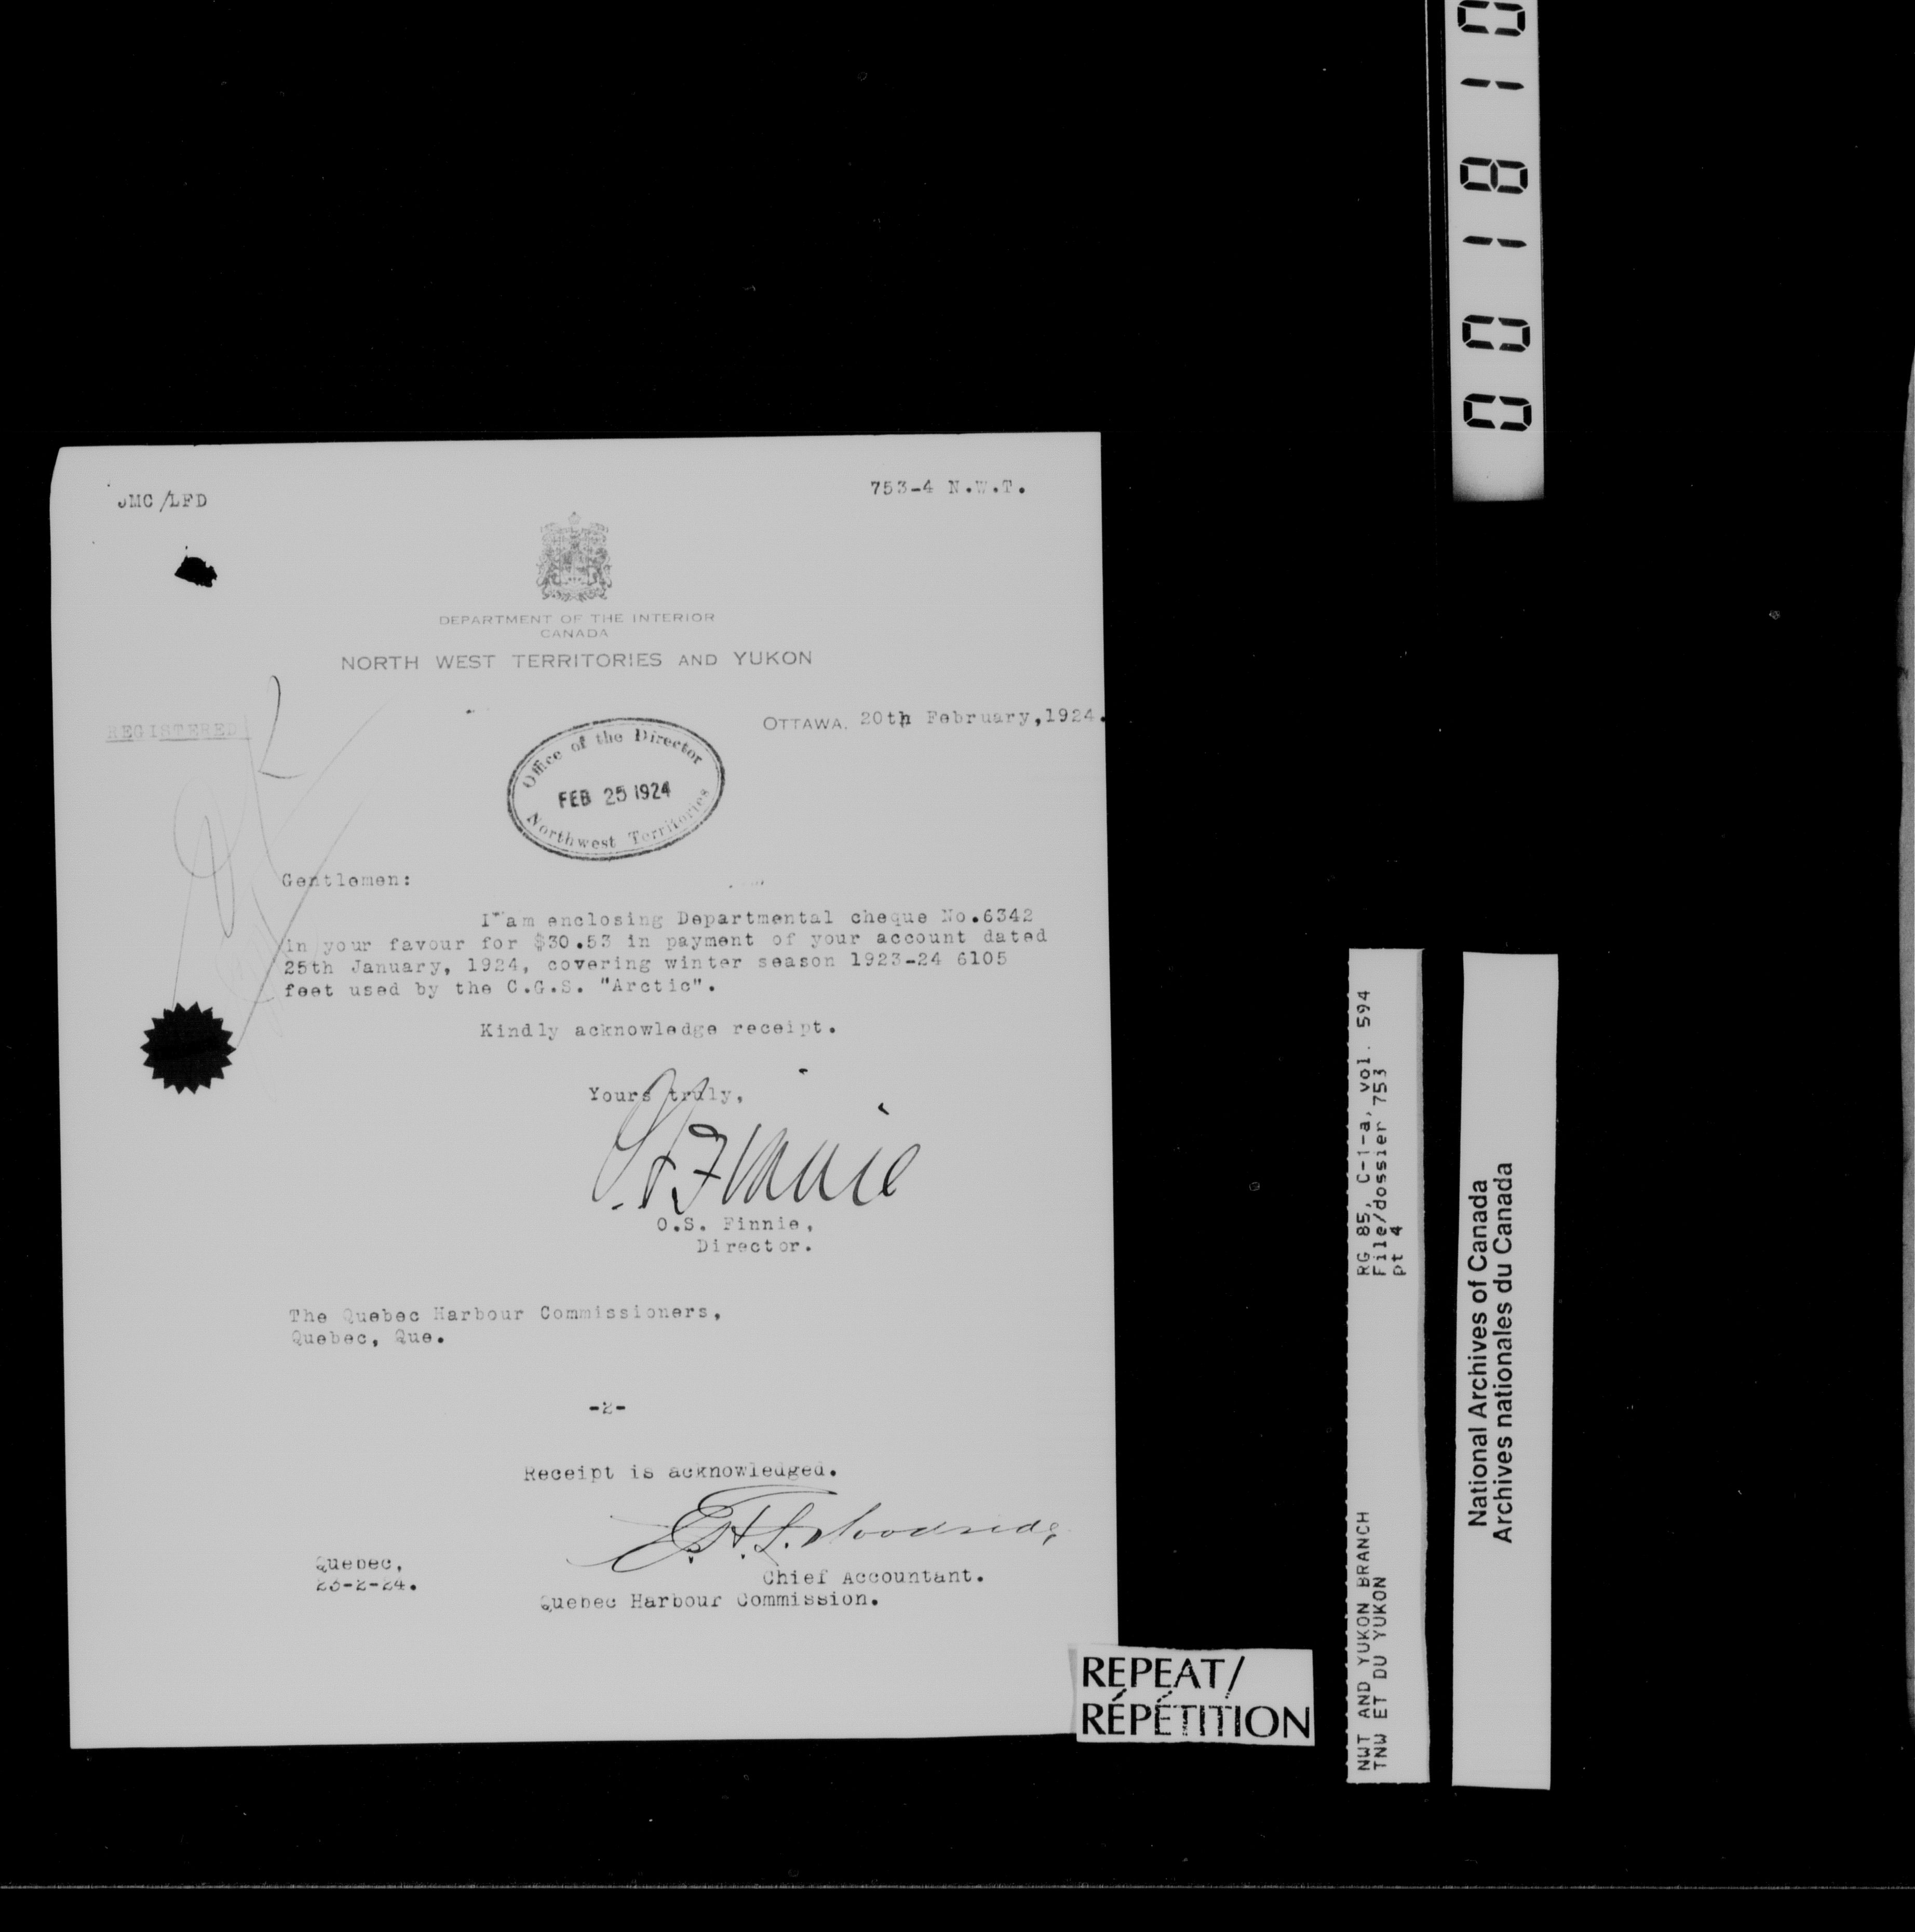 JMC/LFD
753-4 N.W.T.
DEPARTMENT OF THE INTERIOR
CANADA
NORTH WEST TERRITORIES AND YUKON
REGISTERED
OTTAWA, 20th February, 1924.
Office of the Director
FEB 25 1924
Northwest Territories
Gentlemen:
I am enclosing Departmental cheque No.6342
in your favour for $30.53 in payment of your account dated
25th January, 1924, covering winter season 1923-24 6105
feet used by the C.G.S. "Arctic".
Kindly acknowledge receipt.
Yours truly,
O.S. Finnie
O.S. Finnie,
Director.
The Quebec Harbour Commissioners,
Quebec, Que.
-2-
Receipt is acknowledged.
E.H.S. Woodside
Quebec,
23-2-24.
Chief Accountant.
Quebec Harbour Commission.
REPEAT/
RÉPÉTITION
001810
RG 85, C-1-a, vol. 594
File/dossier 753
pt 4
NWT AND YUKON BRANCH
TNW ET DU YUKON
National Archives of Canada
Archives nationales du Canada